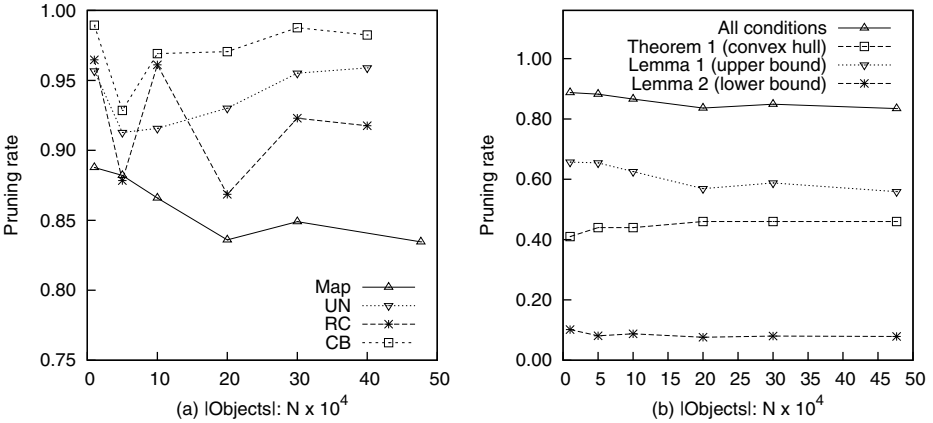 Pruning rate
1.00
0.95
0.90
0.85
0.80
0.75
Map
UN
RC
CB
0 10 20 30 40 50
(a) |Objects|: N x 10^4
Pruning rate
1.00
0.80
0.60
0.40
0.20
0.00
All conditions
Theorem 1 (convex hull)
Lemma 1 (upper bound)
Lemma 2 (lower bound)
0 5 10 15 20 25 30 35 40 45 50
(b) |Objects|: N x 10^4